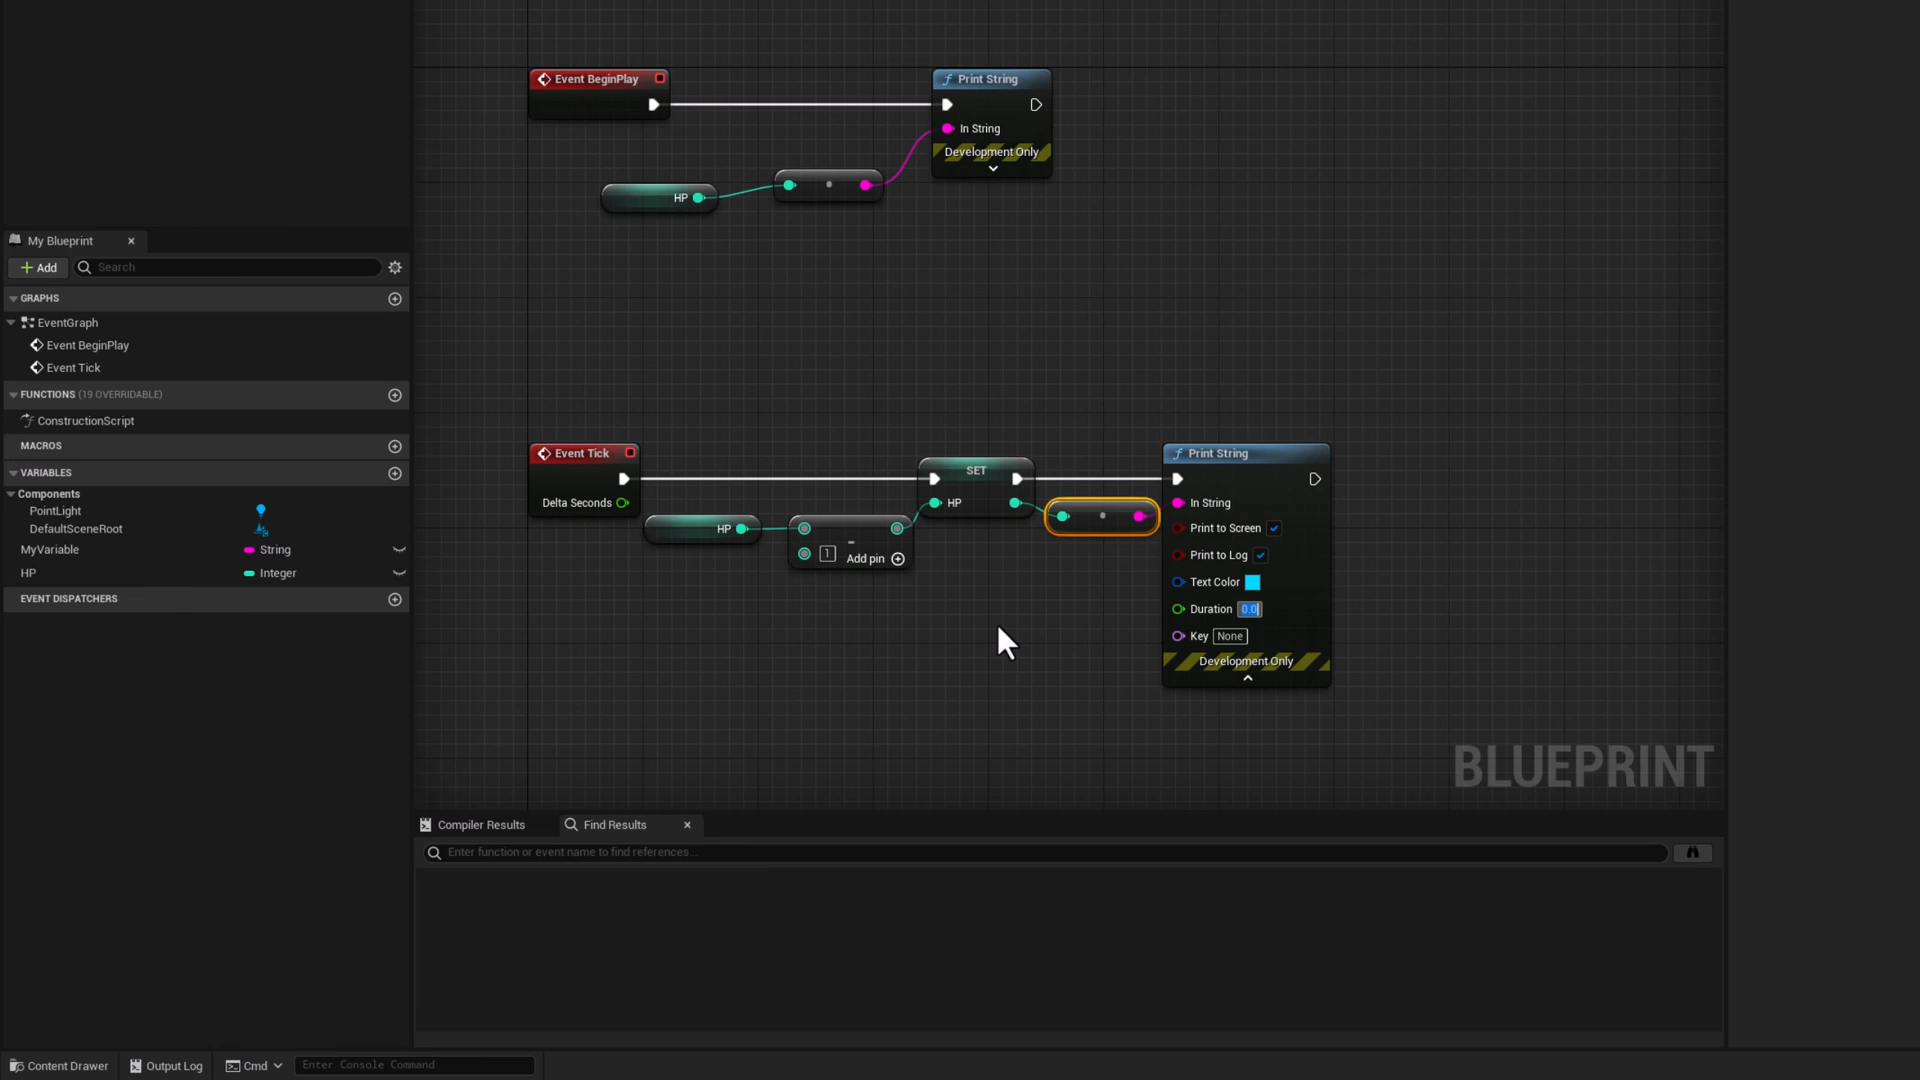 Event BeginPlay
Print String
In String
Development Only
HP
My Blueprint
Add
Search
GRAPHS
EventGraph
Event BeginPlay
Event Tick
FUNCTIONS (19 OVERRIDABLE)
ConstructionScript
MACROS
VARIABLES
Components
PointLight
DefaultSceneRoot
MyVariable String
HP Integer
EVENT DISPATCHERS
Event Tick
Delta Seconds
HP
1
Add pin
SET
HP
Print String
In String
Print to Screen
Print to Log
Text Color
Duration 0.0
Key None
Development Only
BLUEPRINT
Compiler Results
Find Results
Enter function or event name to find references...
Content Drawer
Output Log
Cmd
Enter Console Command